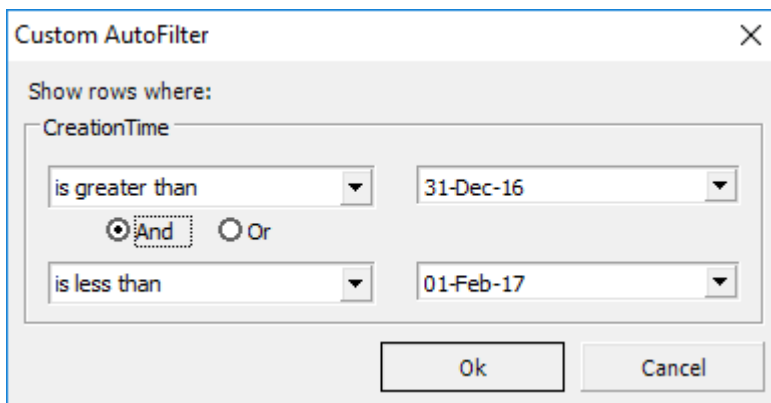 Custom AutoFilter
Show rows where:
CreationTime
is greater than 31-Dec-16
And Or
is less than 01-Feb-17
Ok Cancel